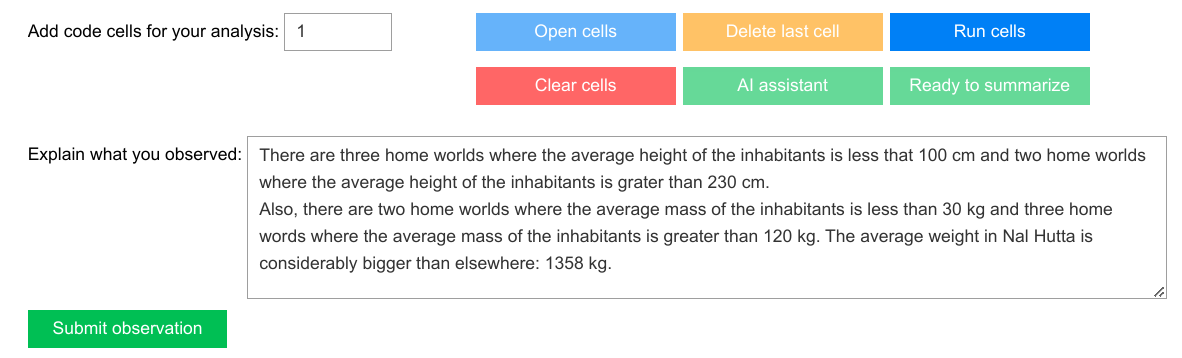 Add code cells for your analysis: 1 Open cells Delete last cell Run cells
Clear cells AI assistant Ready to summarize
Explain what you observed: There are three home worlds where the average height of the inhabitants is less that 100 cm and two home worlds
where the average height of the inhabitants is grater than 230 cm.
Also, there are two home worlds where the average mass of the inhabitants is less than 30 kg and three home
words where the average mass of the inhabitants is greater than 120 kg. The average weight in Nal Hutta is
considerably bigger than elsewhere: 1358 kg.
Submit observation